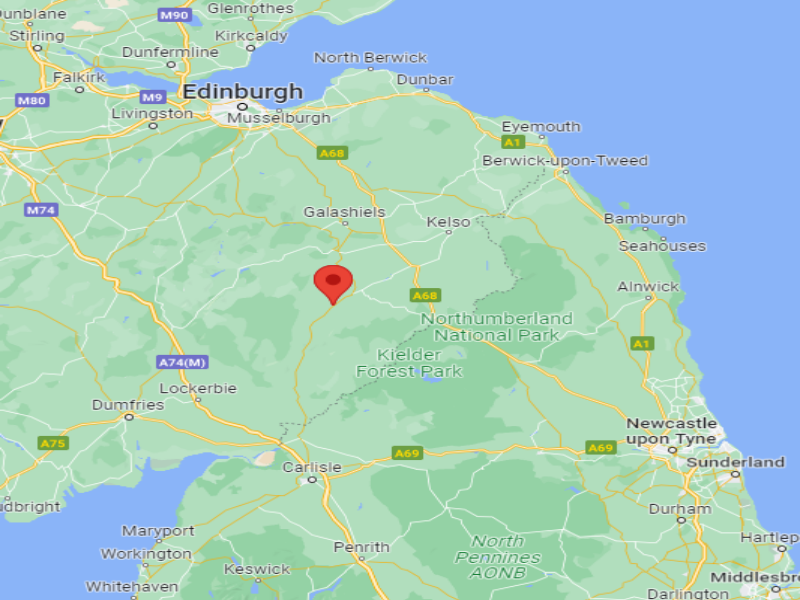 Dunblane
Glenrothes
M90
Stirling
Kirkcaldy
Dunfermline
North Berwick
Falkirk
Dunbar
Edinburgh
M9
M80
Livingston
Musselburgh
Eyemouth
A1
A68
Berwick-upon-Tweed
M74
Galashiels
Kelso
Bamburgh
Seahouses
Alnwick
A68
Northumberland
National Park
A1
Kielder
Forest Park
A74(M)
Lockerbie
Dumfries
Newcastle
upon Tyne
A75
A69
A69
Carlisle
Sunderland
udbright
Durham
Maryport
Hartlep
Workington
Penrith
North
Pennines
AONB
Keswick
Whitehaven
Middlesbro
Darlington